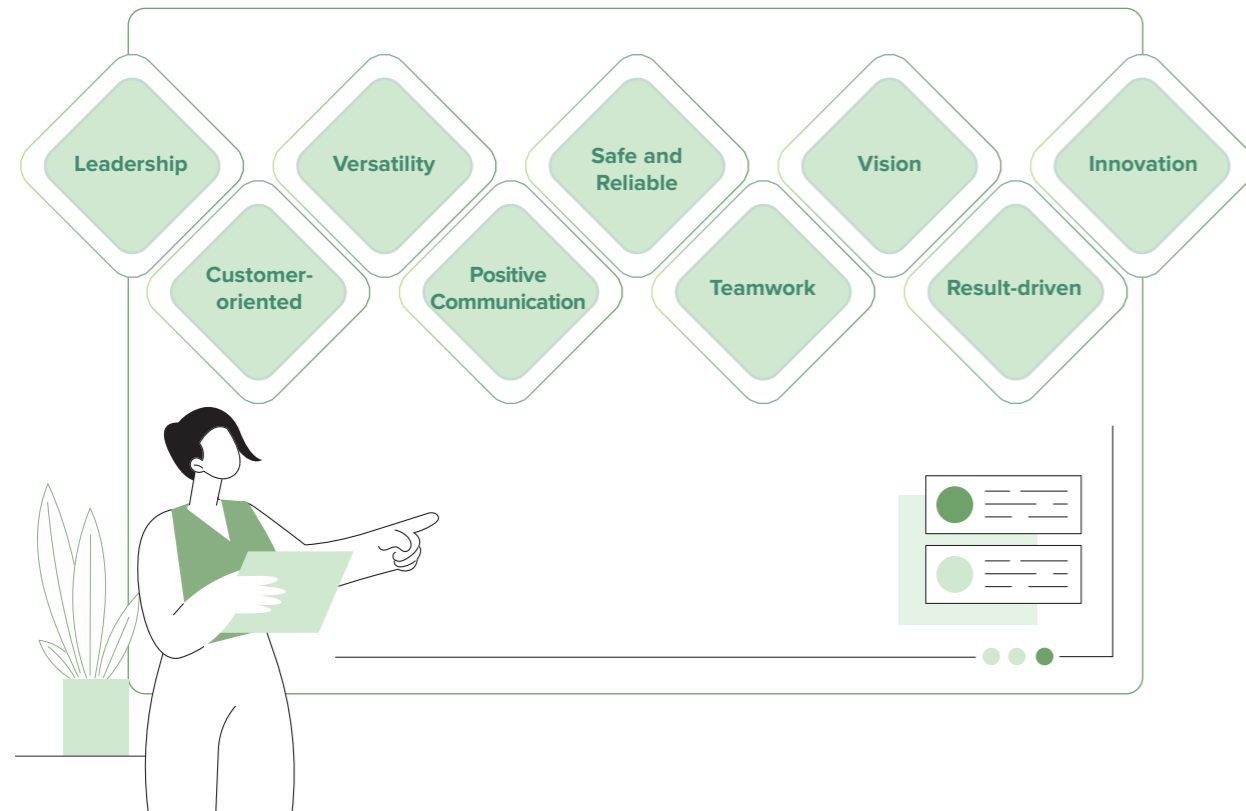 Leadership
Versatility
Safe and
Reliable
Vision
Innovation
Customer-
oriented
Positive
Communication
Teamwork
Result-driven